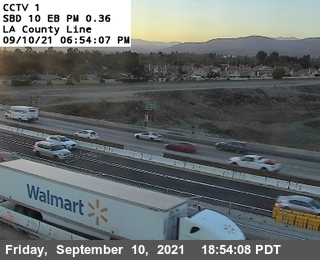 CCTV 1
SBD 10 EB PM 0.36
LA County Line
09/10/21 06:54:07 PM
Walmart
Friday, September 10, 2021 18:54:08 PDT